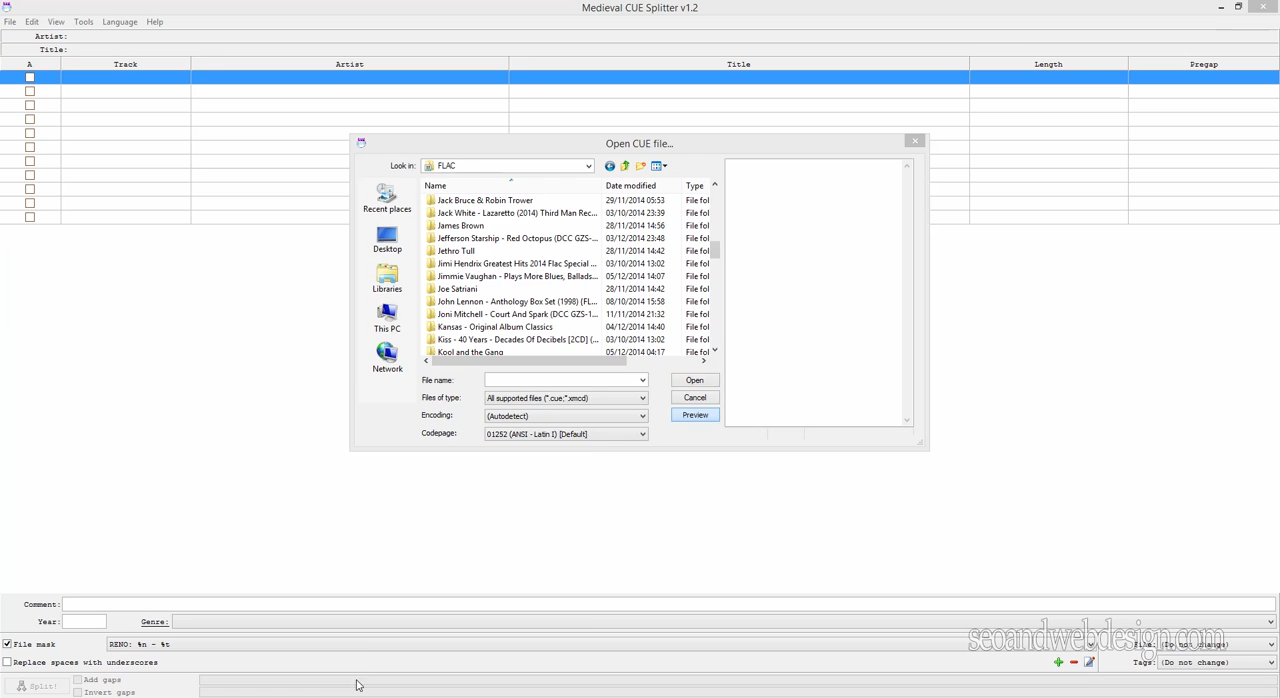 Medieval CUE Splitter v1.2
File Edit View Tools Language Help
Artist:
Title:
A Track Artist Title Length Pregap
Open CUE file...
Look in: FLAC
Name Date modified Type
Recent places
Desktop
Libraries
This PC
Network
Jack Bruce & Robin Trower 29/11/2014 05:53 File fol
Jack White - Lazaretto (2014) Third Man Rec... 03/10/2014 23:39 File fol
James Brown 28/11/2014 14:56 File fol
Jefferson Starship - Red Octopus (DCC GZS-... 03/12/2014 23:48 File fol
Jethro Tull 28/11/2014 14:42 File fol
Jimi Hendrix Greatest Hits 2014 Flac Special ... 03/10/2014 13:02 File fol
Jimmie Vaughan - Plays More Blues, Ballads... 05/12/2014 14:07 File fol
Joe Satriani 28/11/2014 14:42 File fol
John Lennon - Anthology Box Set (1998) {FL... 08/10/2014 15:58 File fol
Joni Mitchell - Court And Spark (DCC GZS-1... 11/11/2014 21:32 File fol
Kansas - Original Album Classics 04/12/2014 14:40 File fol
Kiss - 40 Years - Decades Of Decibels [2CD] (... 03/10/2014 13:02 File fol
Kool and the Gang 05/12/2014 04:17 File fol
File name: Open
Files of type: All supported files (*.cue;*.xmcd) Cancel
Encoding: (Autodetect) Preview
Codepage: 01252 (ANSI - Latin I) [Default]
Comment:
Year: Genre:
File mask RENO: %n - %t File: (Do not change)
seoandwebdesign.com
Replace spaces with underscores Tags: (Do not change)
Split! Add gaps
Invert gaps